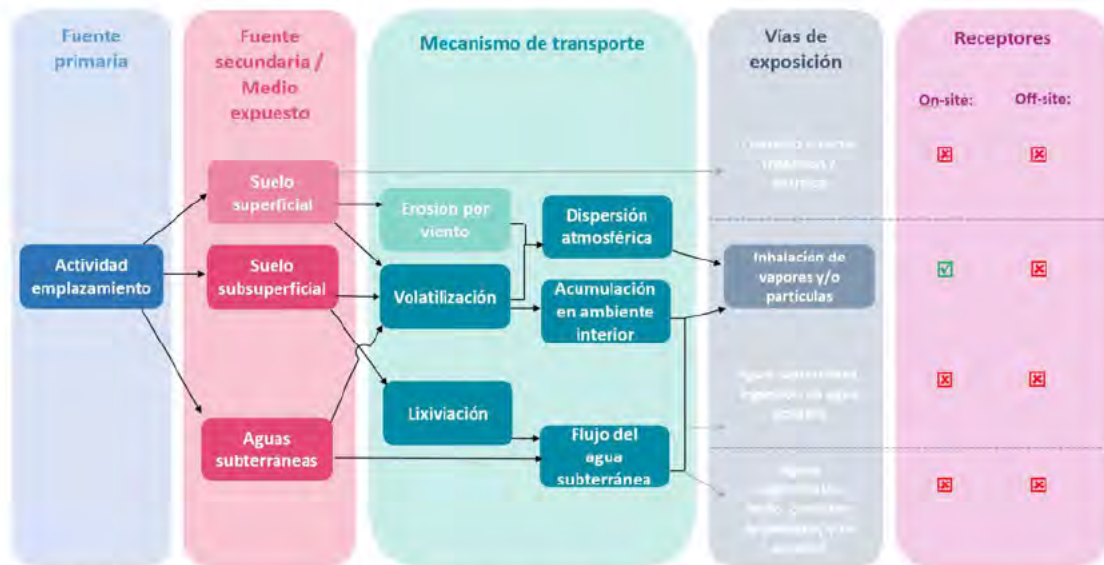 Fuente
primaria
Fuente
secundaria /
Medio
expuesto
Mecanismo de transporte
Vías de
exposición
Receptores
On-site:
Off-site:
Suelo
superficial
Erosión por
viento
Dispersión
atmosférica
Actividad
emplazamiento
Suelo
subsuperficial
Volatilización
Acumulación
en ambiente
interior
Inhalación de
vapores y/o
partículas
Lixiviación
Aguas
subterráneas
Flujo del
agua
subterránea